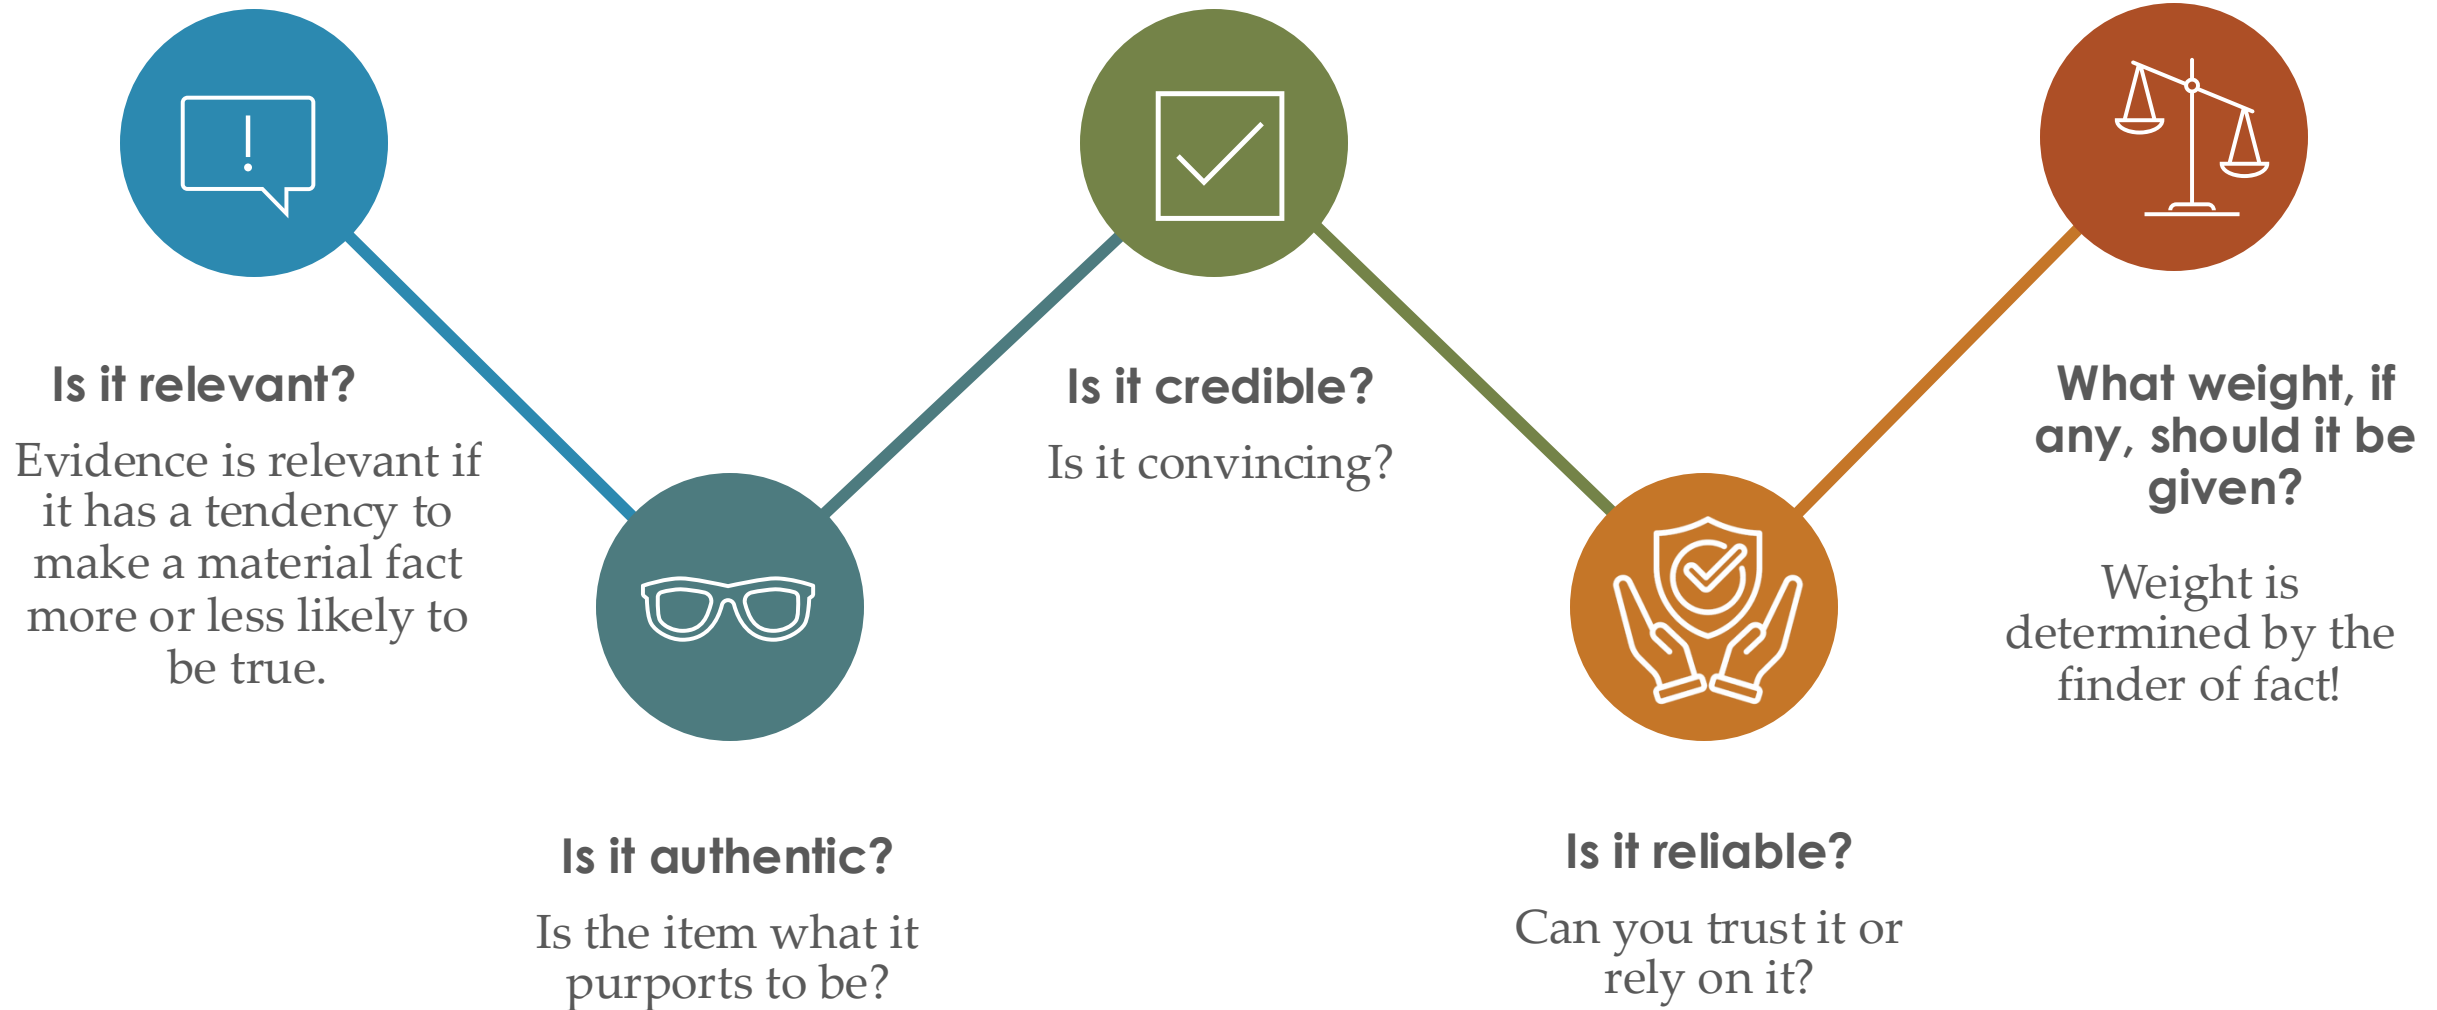 Is it relevant?
Evidence is relevant if
it has a tendency to
make a material fact
more or less likely to
be true.
Is it authentic?
Is the item what it
purports to be?
Is it credible?
Is it convincing?
Is it reliable?
Can you trust it or
rely on it?
What weight, if
any, should it be
given?
Weight is
determined by the
finder of fact!